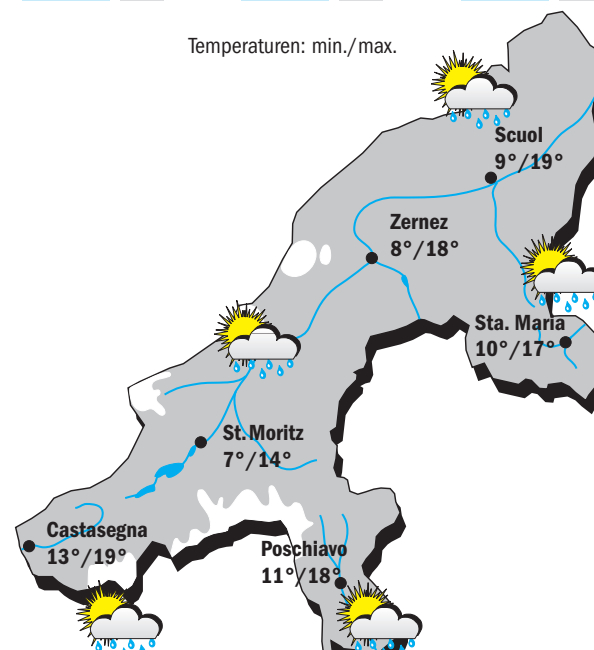 Temperaturen: min./max.
Scuol
9°/19°
Zernez
8°/18°
Sta. Maria
10°/17°
St. Moritz
7°/14°
Castasegna
13°/19°
Poschiavo
11°/18°